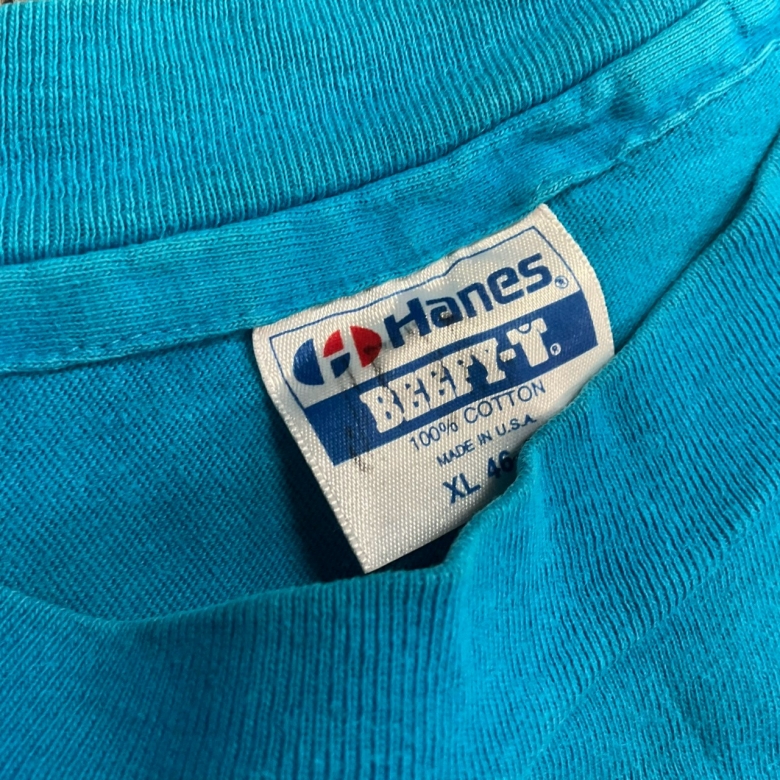 Hanes®
BEEFY-T®
100% COTTON
MADE IN U.S.A.
XL 46